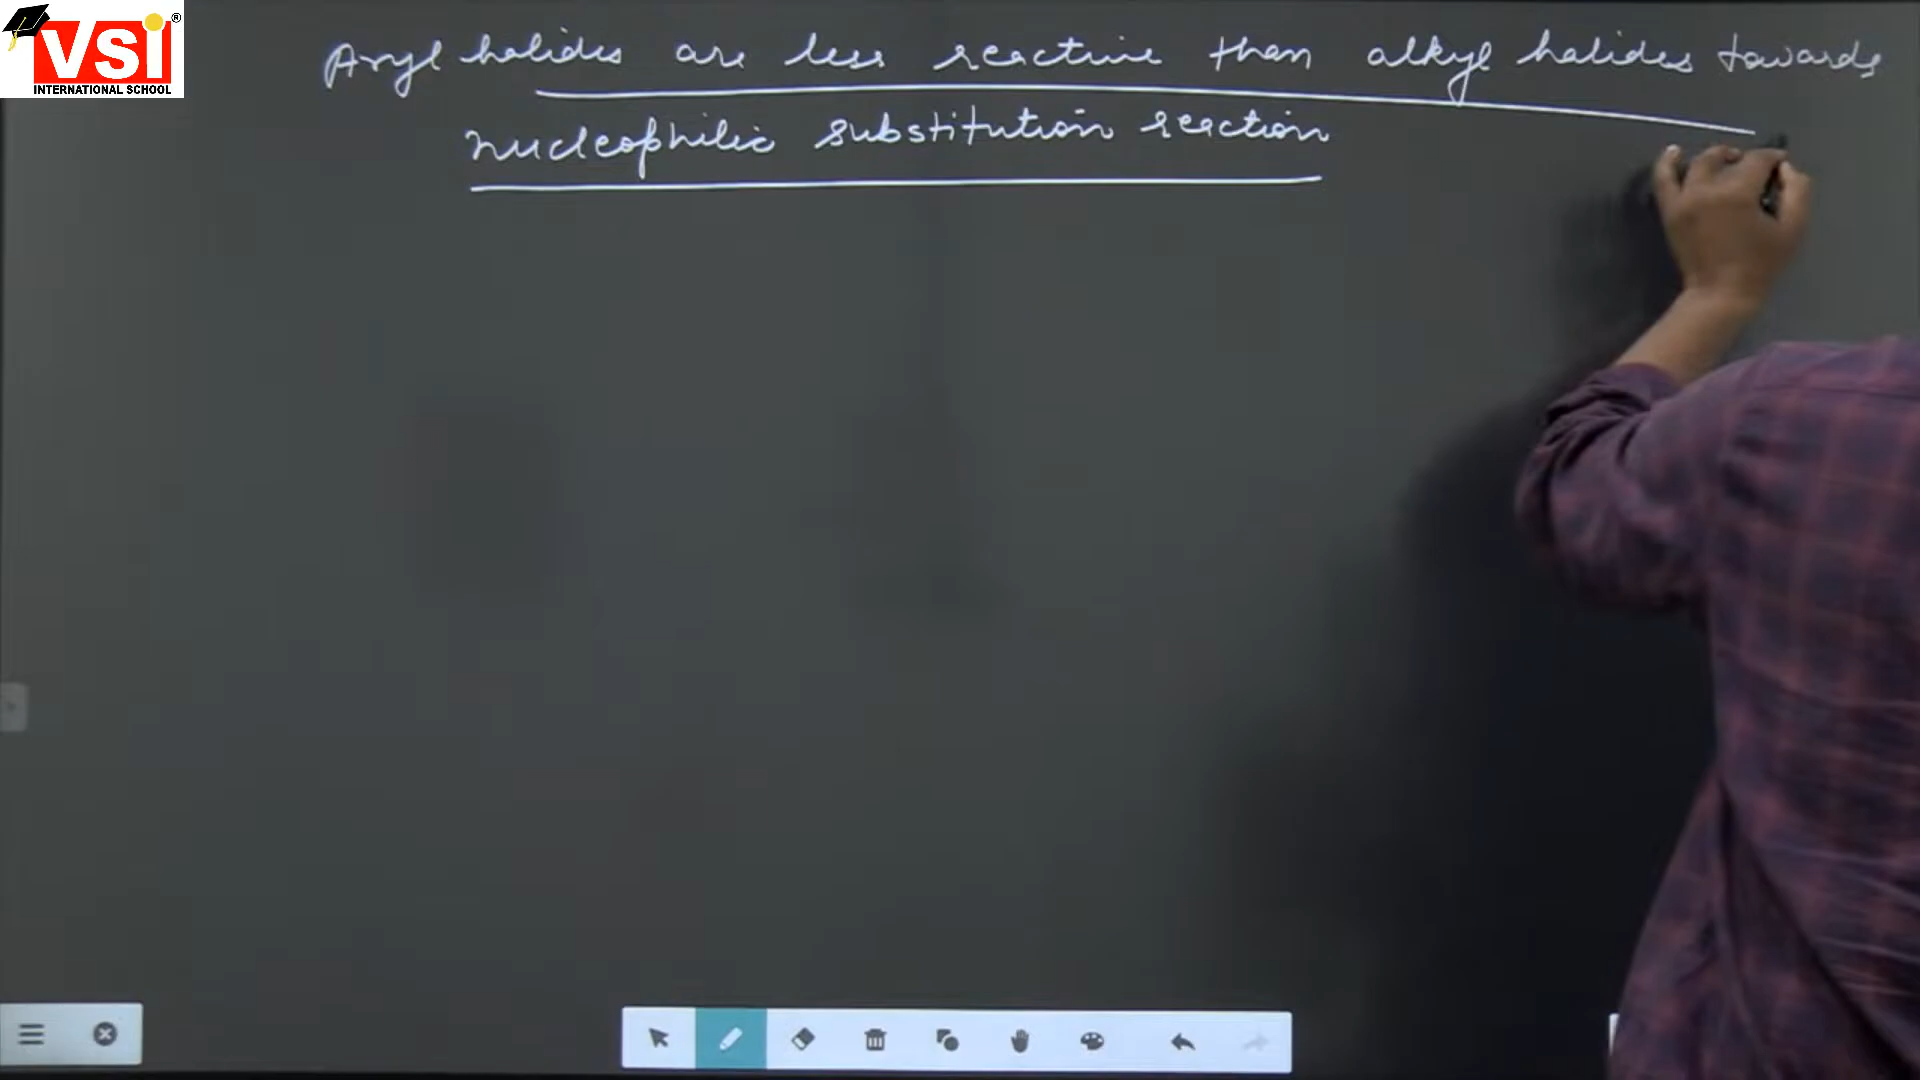 VSI®
INTERNATIONAL SCHOOL
Aryl halides are less reactive than alkyl halides towards
nucleophilic substitution reaction